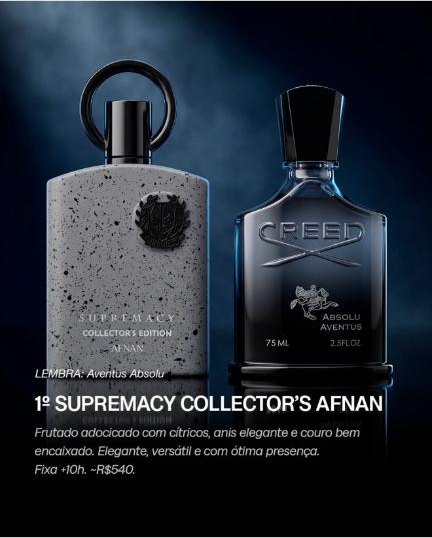 SUPREMACY
COLLECTOR'S EDITION
AFNAN
CREED
ABSOLU
AVENTUS
75 ML 2.5FL.OZ
LEMBRA: Aventus Absolu
1º SUPREMACY COLLECTOR'S AFNAN
Frutado adocicado com cítricos, anis elegante e couro bem
encaixado. Elegante, versátil e com ótima presença.
Fixa +10h. ~R$540.